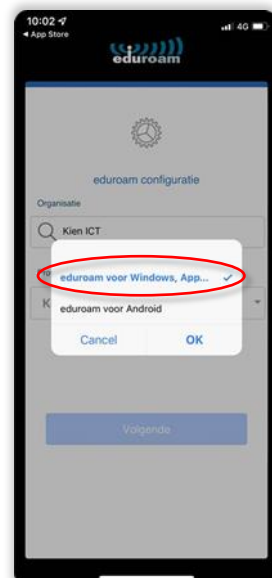 10:02
4G
◀ App Store
eduroam
eduroam configuratie
Organisatie
Kien ICT
eduroam voor Windows, App...
K
eduroam voor Android
Cancel
OK
Volgende